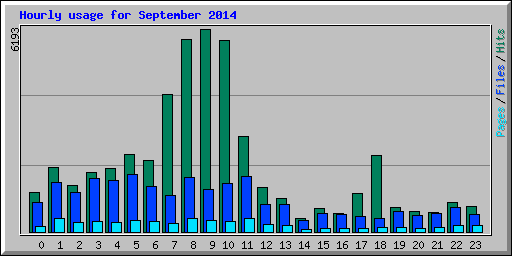 Hourly usage for September 2014
6193
Pages/Files/Hits
0 1 2 3 4 5 6 7 8 9 10 11 12 13 14 15 16 17 18 19 20 21 22 23